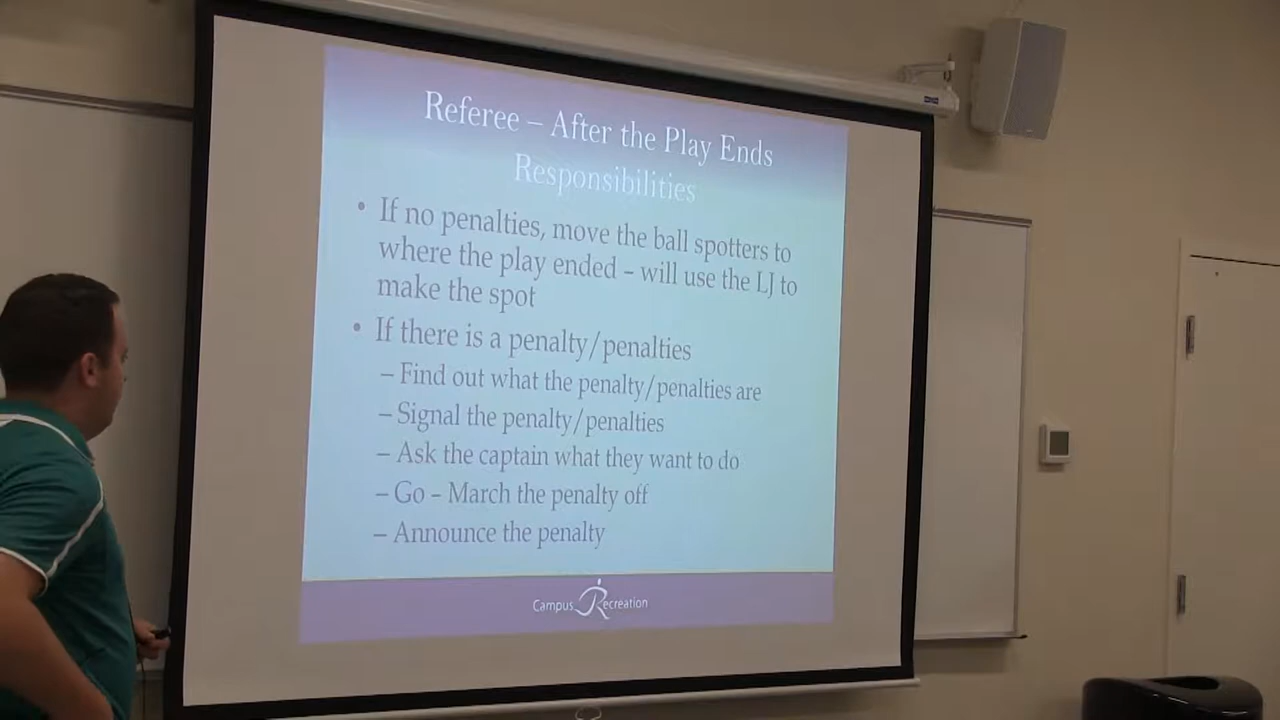 Referee – After the Play Ends
Responsibilities
• If no penalties, move the ball spotters to
where the play ended – will use the LJ to
make the spot
• If there is a penalty/penalties
– Find out what the penalty/penalties are
– Signal the penalty/penalties
– Ask the captain what they want to do
– Go – March the penalty off
– Announce the penalty
Campus Recreation